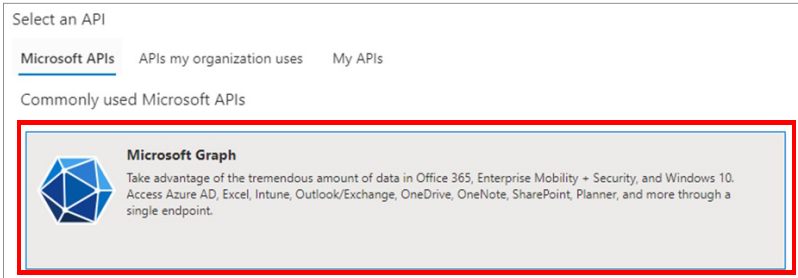 Select an API
Microsoft APIs APIs my organization uses My APIs
Commonly used Microsoft APIs
Microsoft Graph
Take advantage of the tremendous amount of data in Office 365, Enterprise Mobility + Security, and Windows 10.
Access Azure AD, Excel, Intune, Outlook/Exchange, OneDrive, OneNote, SharePoint, Planner, and more through a
single endpoint.